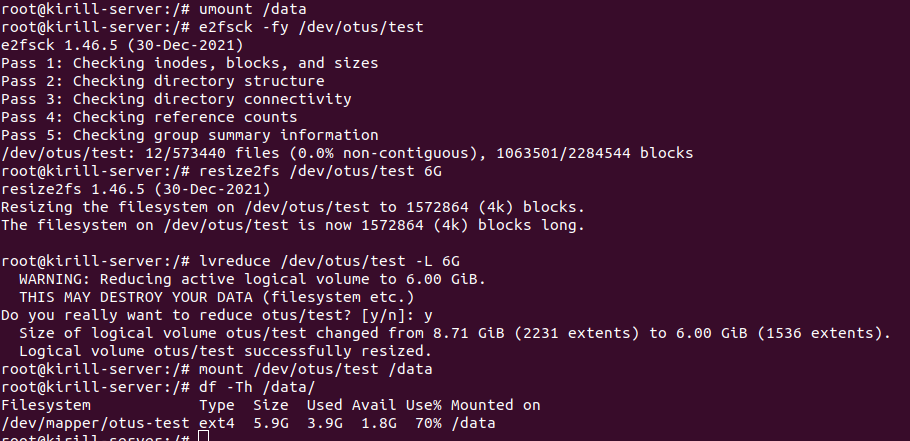 root@kirill-server:/# umount /data
root@kirill-server:/# e2fsck -fy /dev/otus/test
e2fsck 1.46.5 (30-Dec-2021)
Pass 1: Checking inodes, blocks, and sizes
Pass 2: Checking directory structure
Pass 3: Checking directory connectivity
Pass 4: Checking reference counts
Pass 5: Checking group summary information
/dev/otus/test: 12/573440 files (0.0% non-contiguous), 1063501/2284544 blocks
root@kirill-server:/# resize2fs /dev/otus/test 6G
resize2fs 1.46.5 (30-Dec-2021)
Resizing the filesystem on /dev/otus/test to 1572864 (4k) blocks.
The filesystem on /dev/otus/test is now 1572864 (4k) blocks long.
root@kirill-server:/# lvreduce /dev/otus/test -L 6G
  WARNING: Reducing active logical volume to 6.00 GiB.
  THIS MAY DESTROY YOUR DATA (filesystem etc.)
Do you really want to reduce otus/test? [y/n]: y
  Size of logical volume otus/test changed from 8.71 GiB (2231 extents) to 6.00 GiB (1536 extents).
  Logical volume otus/test successfully resized.
root@kirill-server:/# mount /dev/otus/test /data
root@kirill-server:/# df -Th /data/
Filesystem            Type  Size  Used Avail Use% Mounted on
/dev/mapper/otus-test ext4  5.9G  3.9G  1.8G  70% /data
root@kirill-server:/#